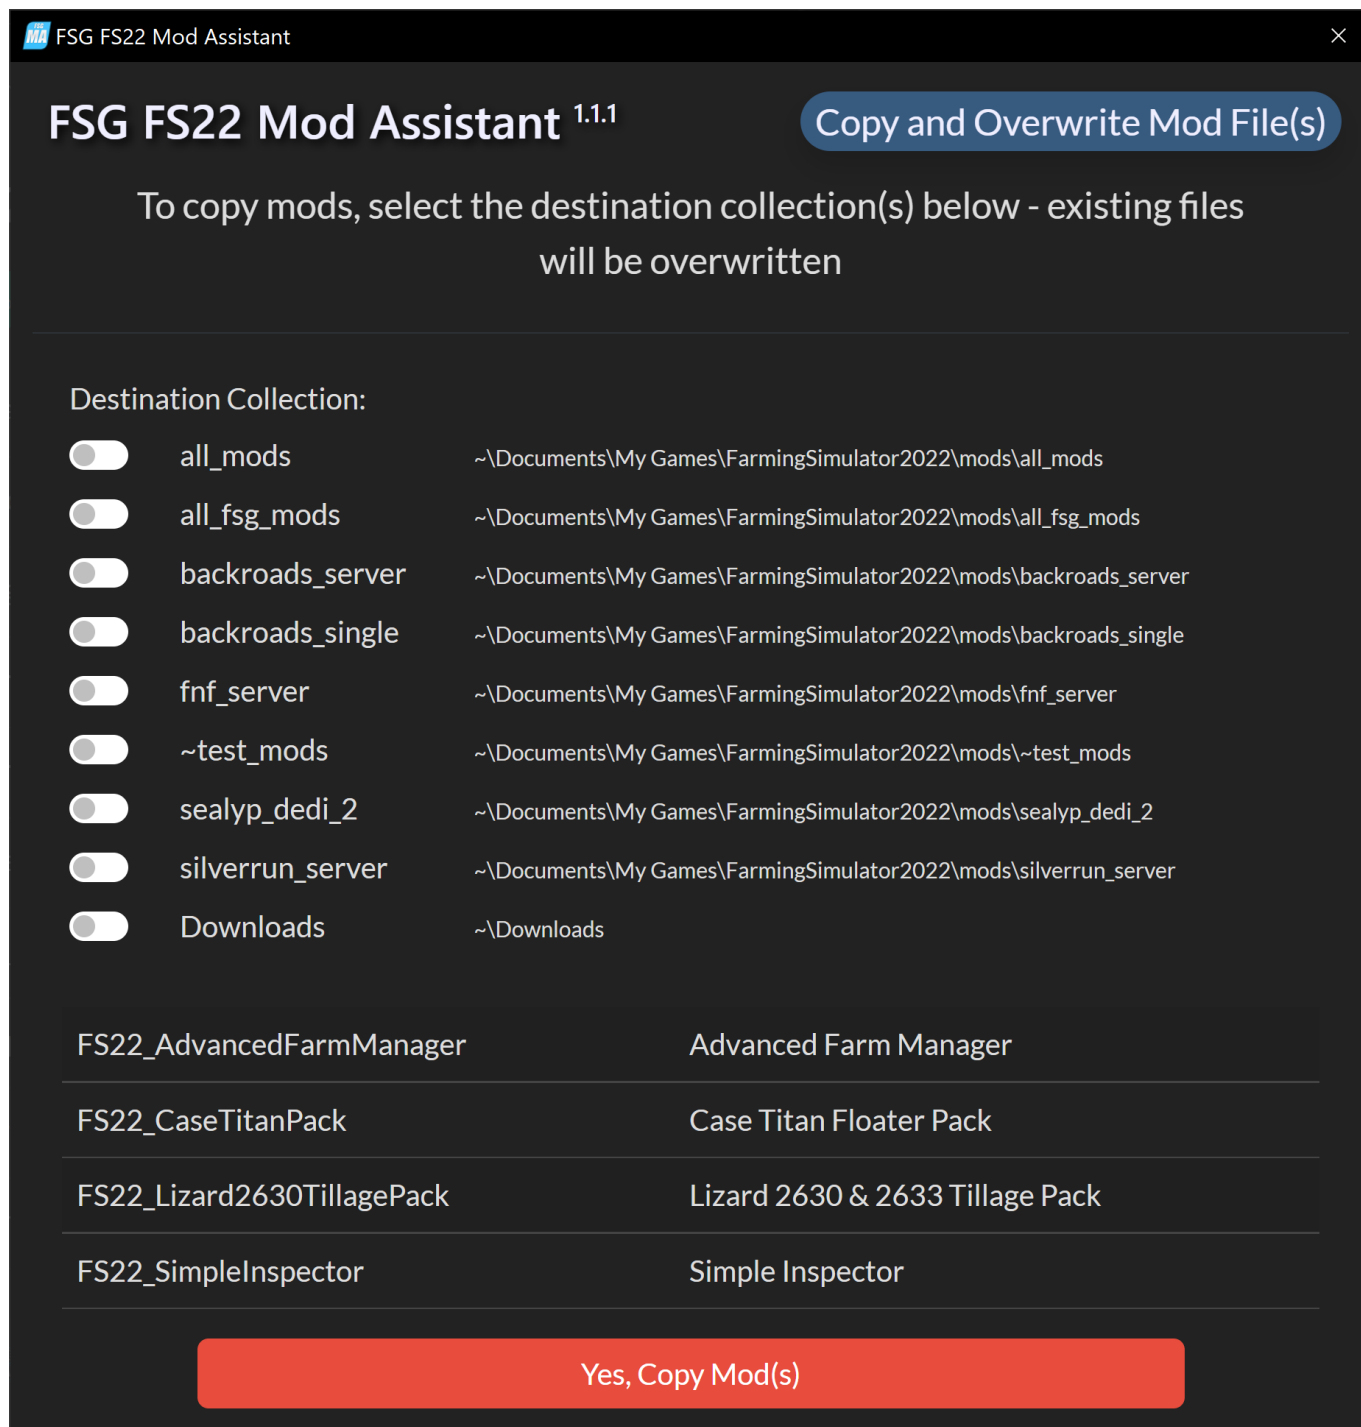 FSG MA FSG FS22 Mod Assistant
FSG FS22 Mod Assistant 1.1.1
Copy and Overwrite Mod File(s)
To copy mods, select the destination collection(s) below - existing files
will be overwritten
Destination Collection:
all_mods ~\Documents\My Games\FarmingSimulator2022\mods\all_mods
all_fsg_mods ~\Documents\My Games\FarmingSimulator2022\mods\all_fsg_mods
backroads_server ~\Documents\My Games\FarmingSimulator2022\mods\backroads_server
backroads_single ~\Documents\My Games\FarmingSimulator2022\mods\backroads_single
fnf_server ~\Documents\My Games\FarmingSimulator2022\mods\fnf_server
~test_mods ~\Documents\My Games\FarmingSimulator2022\mods\~test_mods
sealyp_dedi_2 ~\Documents\My Games\FarmingSimulator2022\mods\sealyp_dedi_2
silverrun_server ~\Documents\My Games\FarmingSimulator2022\mods\silverrun_server
Downloads ~\Downloads
FS22_AdvancedFarmManager Advanced Farm Manager
FS22_CaseTitanPack Case Titan Floater Pack
FS22_Lizard2630TillagePack Lizard 2630 & 2633 Tillage Pack
FS22_SimpleInspector Simple Inspector
Yes, Copy Mod(s)